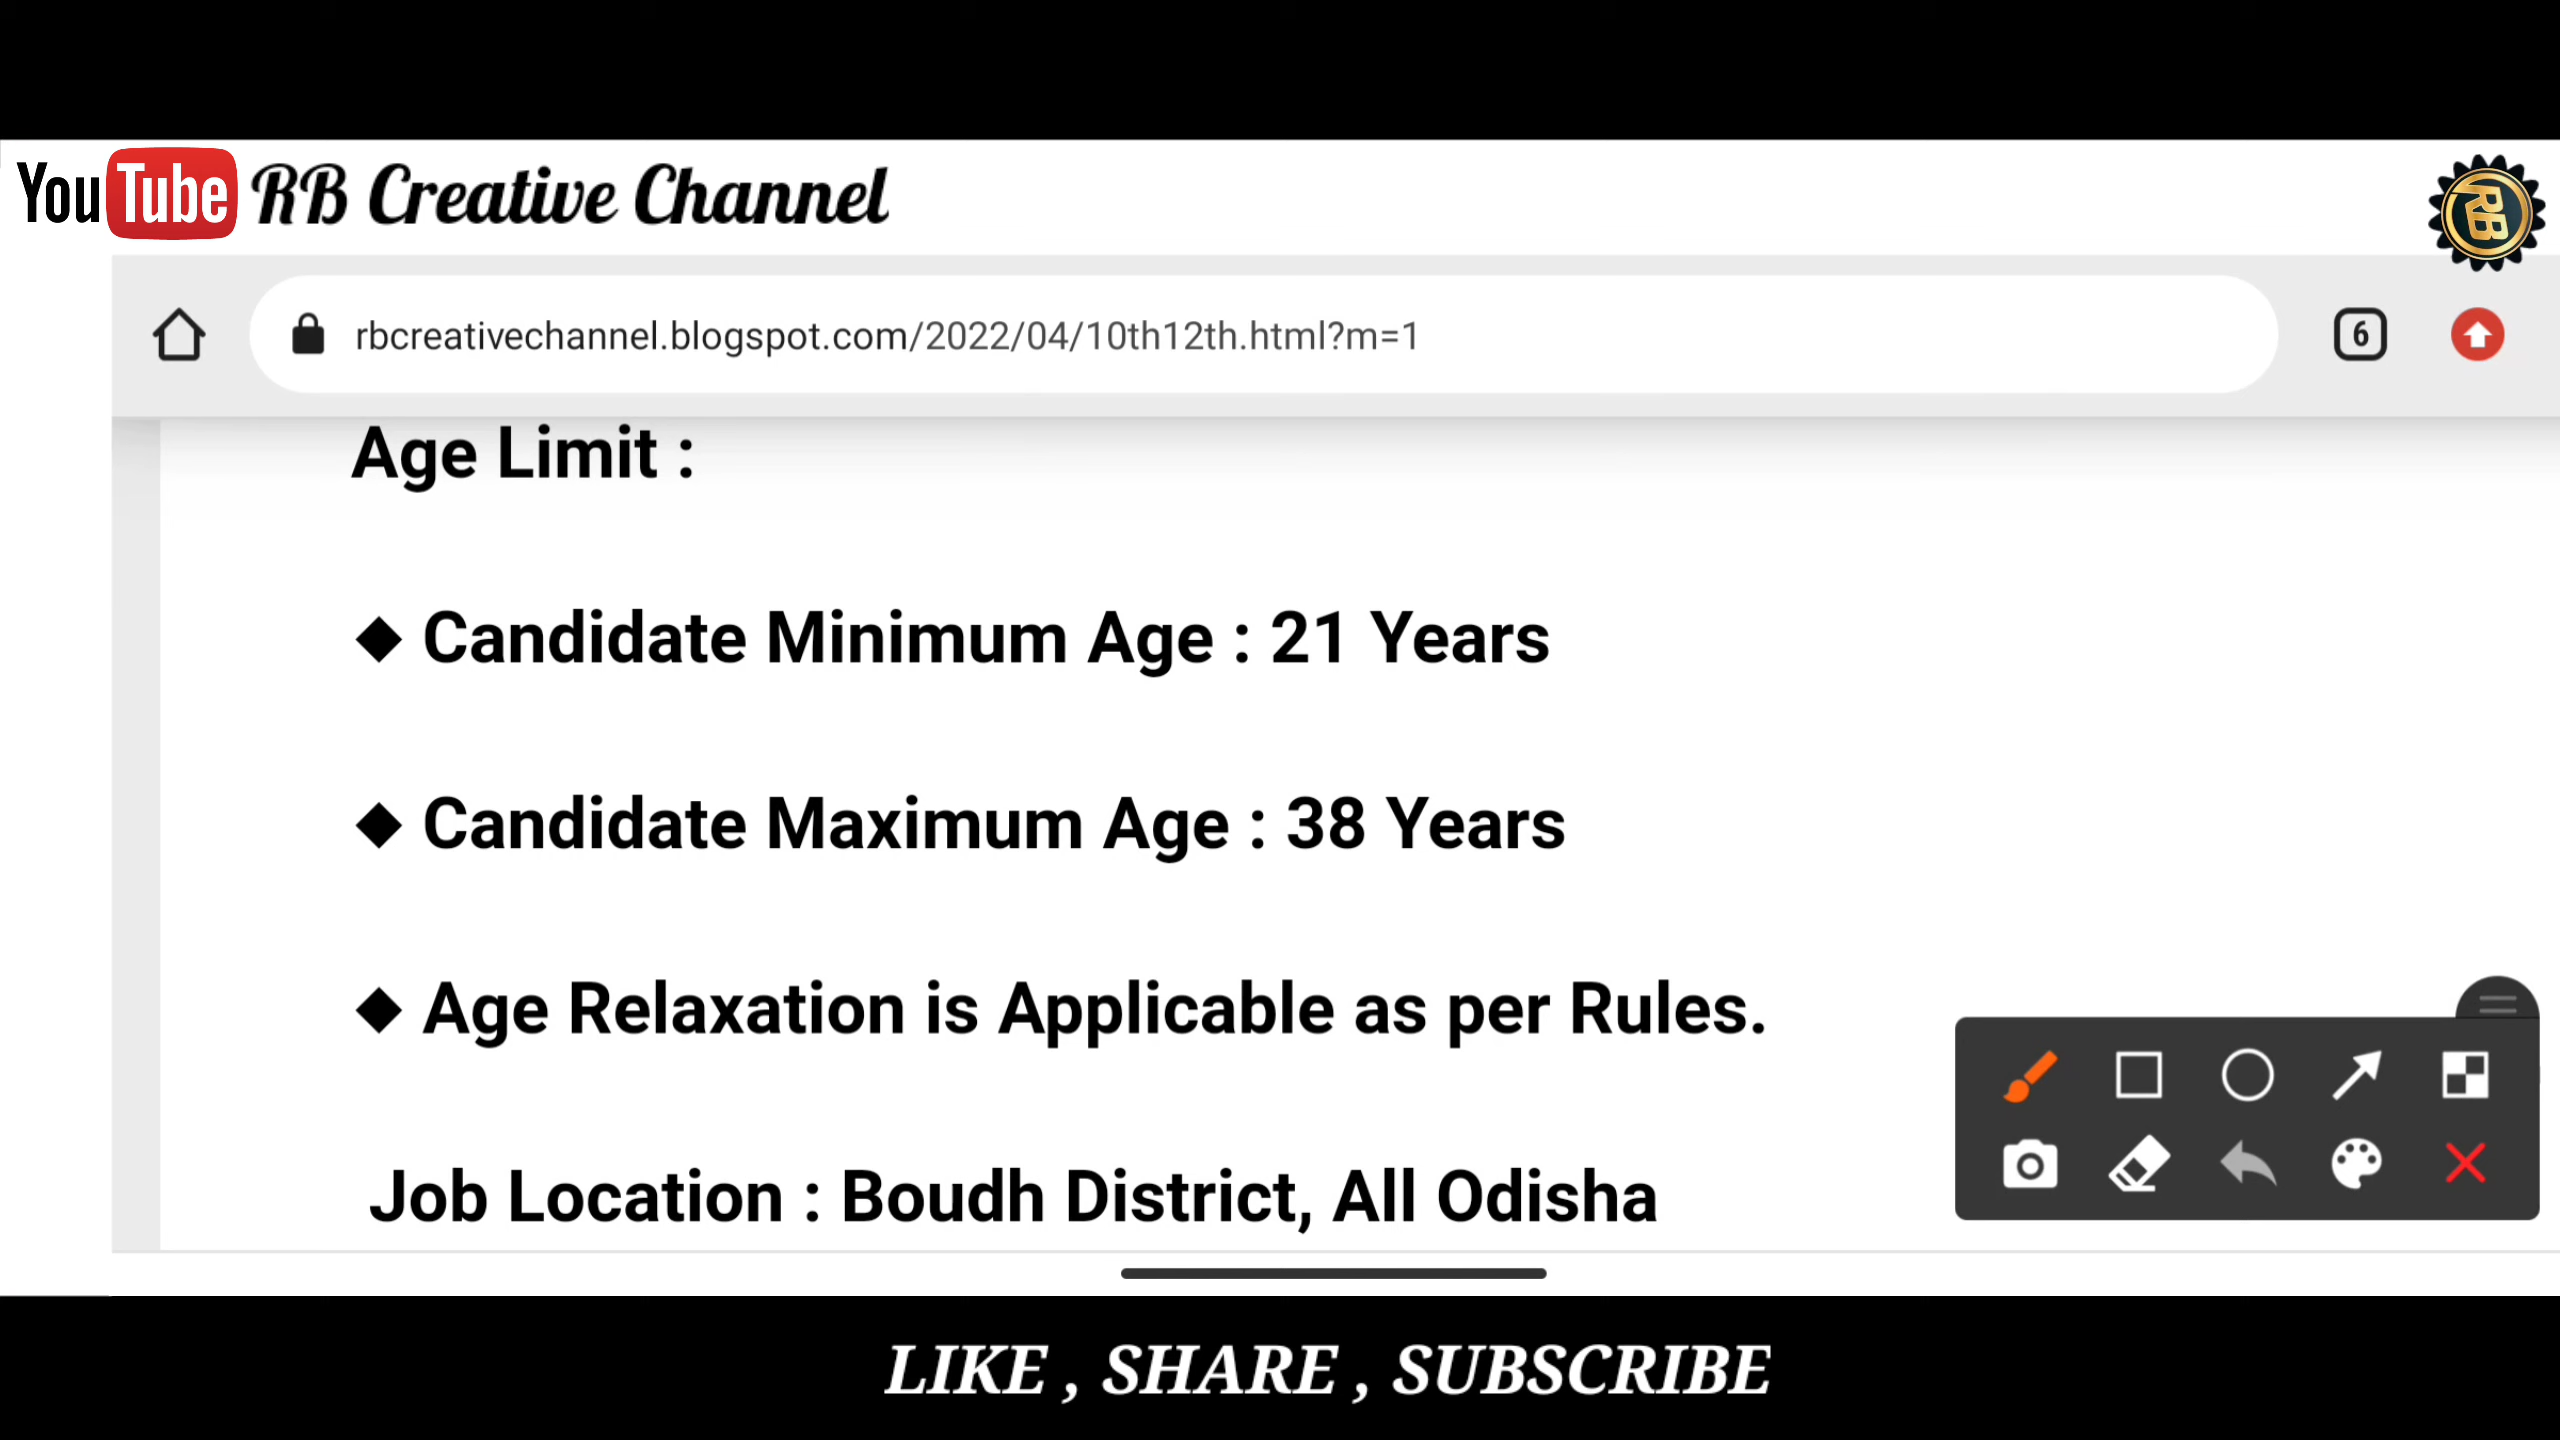 YouTube RB Creative Channel
RB
rbcreativechannel.blogspot.com/2022/04/10th12th.html?m=1
6
Age Limit :
◆ Candidate Minimum Age : 21 Years
◆ Candidate Maximum Age : 38 Years
◆ Age Relaxation is Applicable as per Rules.
Job Location : Boudh District, All Odisha
LIKE , SHARE , SUBSCRIBE